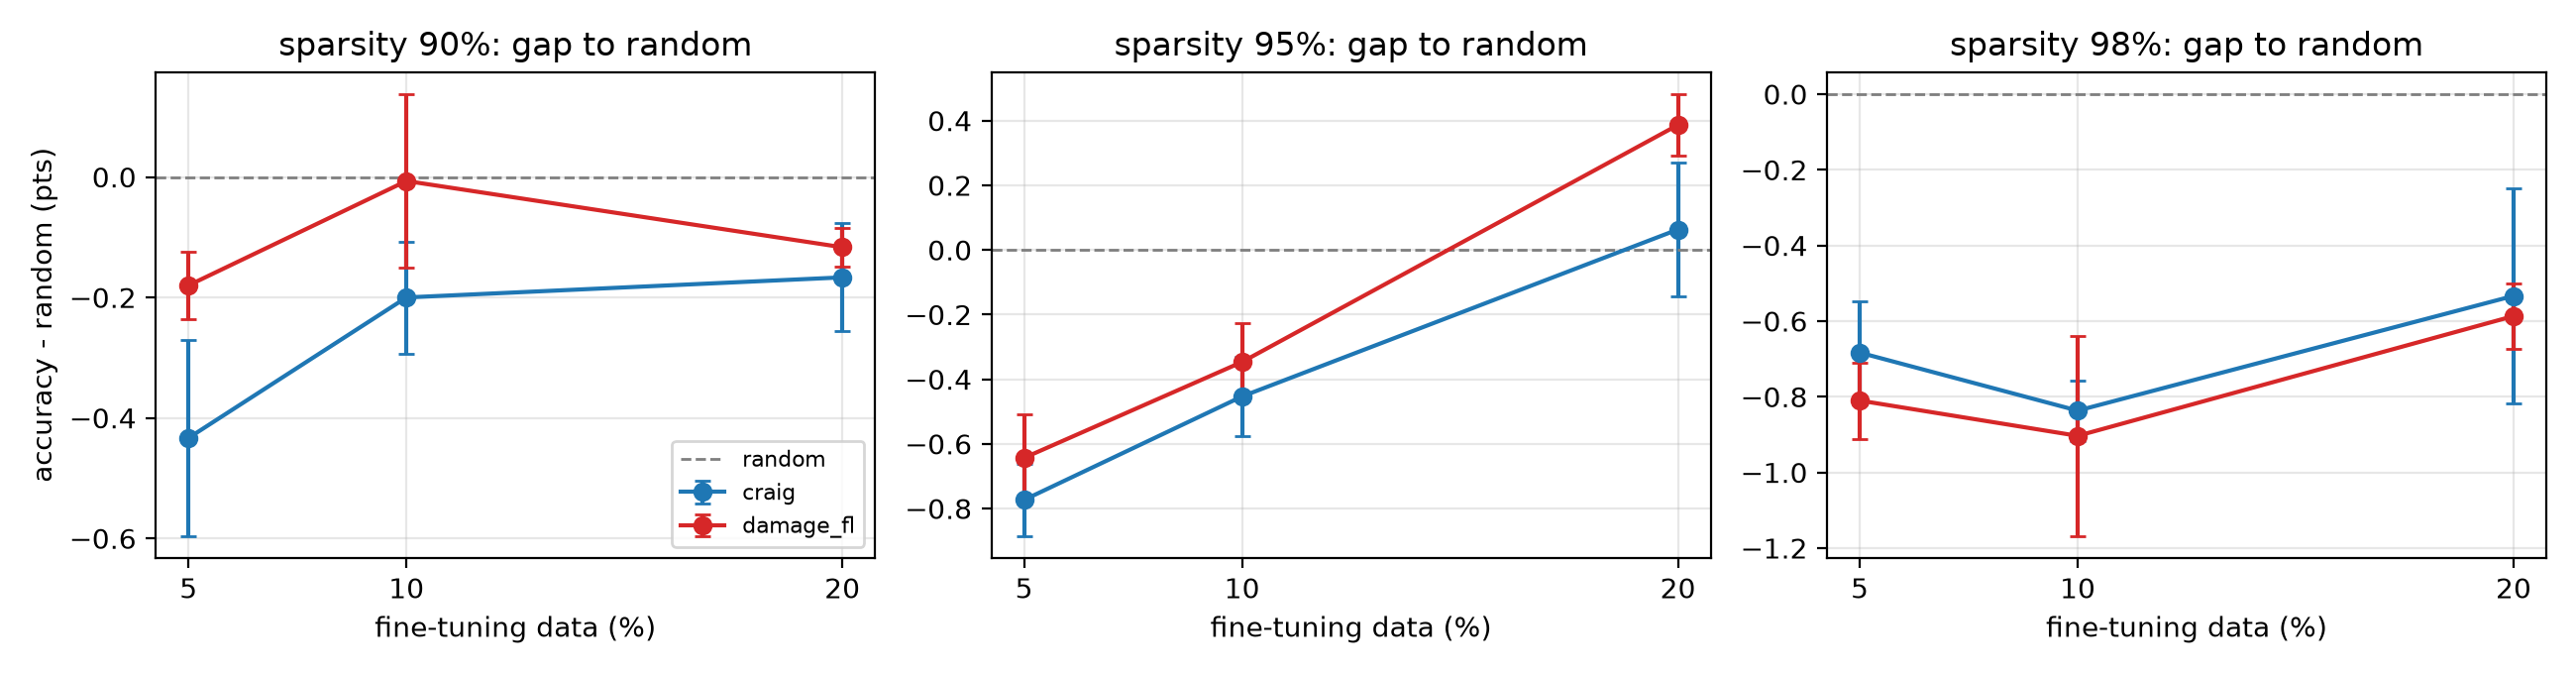 sparsity 90%: gap to random
accuracy - random (pts)
0.0
−0.2
−0.4
−0.6
5
10
20
fine-tuning data (%)
random
craig
damage_fl
sparsity 95%: gap to random
0.4
0.2
0.0
−0.2
−0.4
−0.6
−0.8
5
10
20
fine-tuning data (%)
sparsity 98%: gap to random
0.0
−0.2
−0.4
−0.6
−0.8
−1.0
−1.2
5
10
20
fine-tuning data (%)